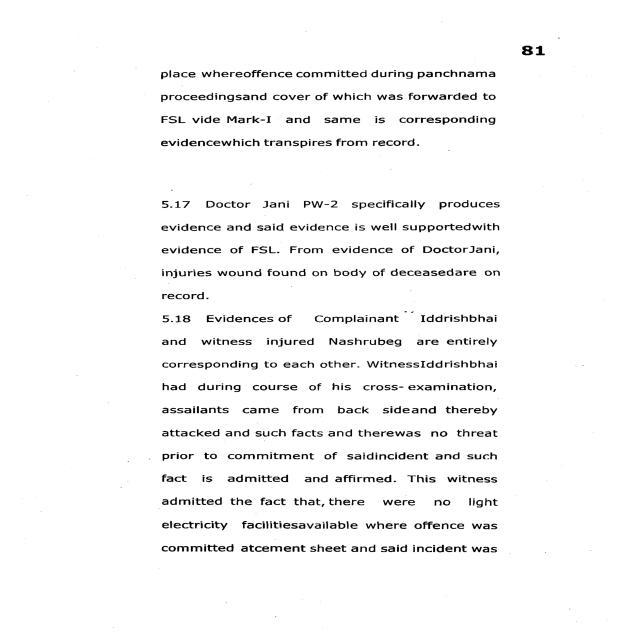 81
place whereoffence committed during panchnama
proceedingsand cover of which was forwarded to
FSL vide Mark-I and same is corresponding
evidencewhich transpires from record.
5.17 Doctor Jani PW-2 specifically produces
evidence and said evidence is well supportedwith
evidence of FSL. From evidence of DoctorJani,
injuries wound found on body of deceasedare on
record.
5.18 Evidences of Complainant Iddrishbhai
and witness injured Nashrubeg are entirely
corresponding to each other. WitnessIddrishbhai
had during course of his cross- examination,
assailants came from back sideand thereby
attacked and such facts and therewas no threat
prior to commitment of saidincident and such
fact is admitted and affirmed. This witness
admitted the fact that, there were no light
electricity facilitiesavailable where offence was
committed atcement sheet and said incident was